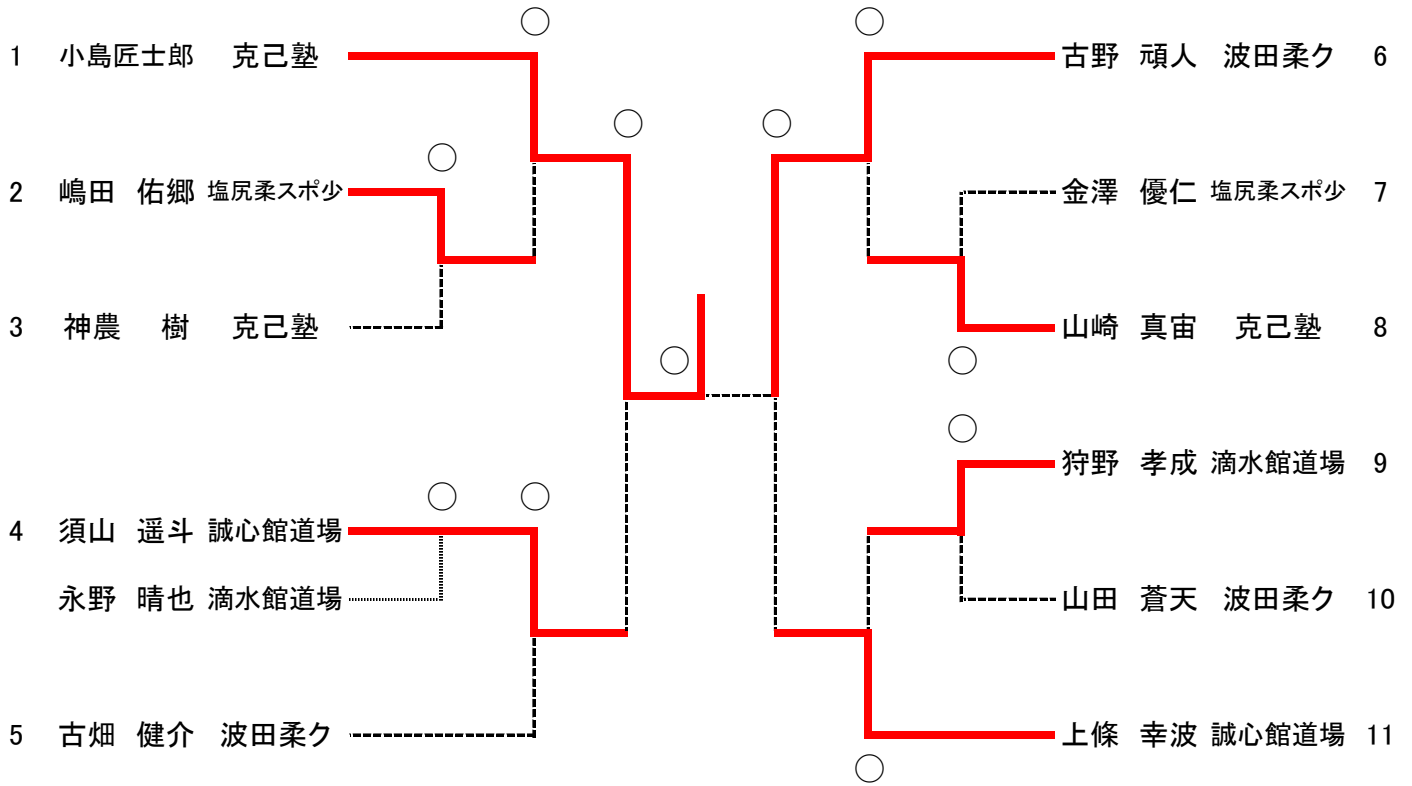 1 小島匠士郎 克己塾
2 嶋田 佑郷 塩尻柔スポ少
3 神農 樹 克己塾
4 須山 遥斗 誠心館道場
永野 晴也 滴水館道場
5 古畑 健介 波田柔ク
古野 頑人 波田柔ク 6
金澤 優仁 塩尻柔スポ少 7
山崎 真宙 克己塾 8
狩野 孝成 滴水館道場 9
山田 蒼天 波田柔ク 10
上條 幸波 誠心館道場 11